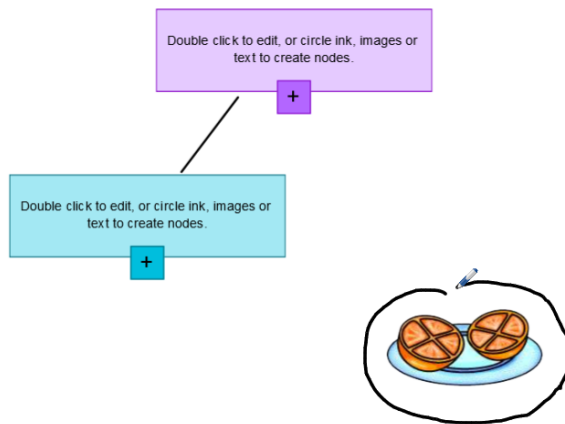 Double click to edit, or circle ink, images or
text to create nodes.
+
Double click to edit, or circle ink, images or
text to create nodes.
+